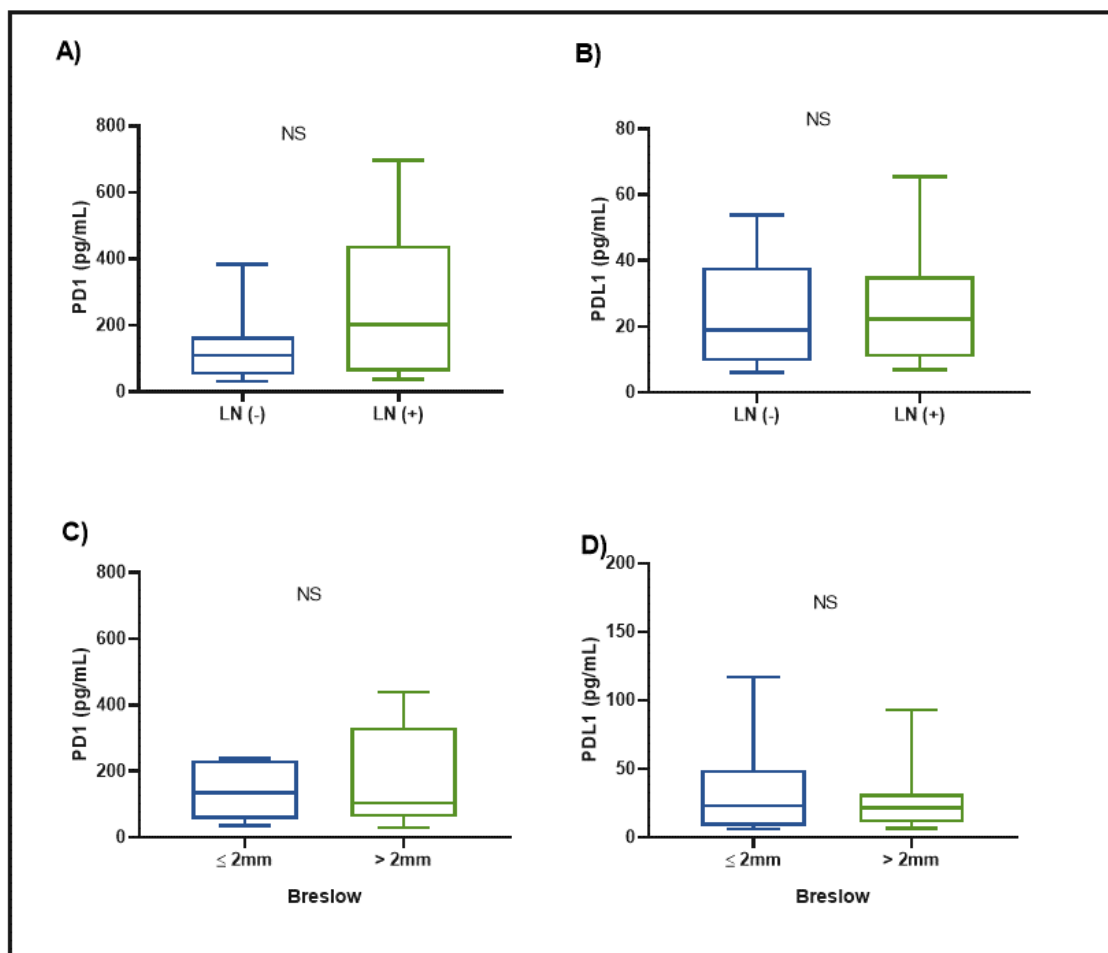 A)
NS
PD1 (pg/mL)
800
600
400
200
0
LN (-) LN (+)
B)
NS
PDL1 (pg/mL)
80
60
40
20
0
LN (-) LN (+)
C)
NS
PD1 (pg/mL)
800
600
400
200
0
≤ 2mm > 2mm
Breslow
D)
NS
PDL1 (pg/mL)
200
150
100
50
0
≤ 2mm > 2mm
Breslow